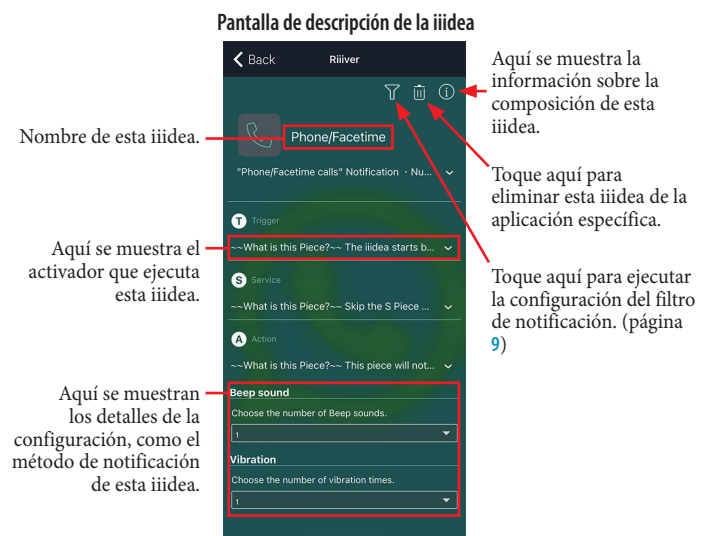 Pantalla de descripción de la iiidea
Back
Riiiver
Aquí se muestra la
información sobre la
composición de esta
iiidea.
Nombre de esta iiidea.
Phone/Facetime
"Phone/Facetime calls" Notification・Nu...
Toque aquí para
eliminar esta iiidea de la
aplicación específica.
T Trigger
Aquí se muestra el
activador que ejecuta
esta iiidea.
~~What is this Piece?~~ The iiidea starts b...
Toque aquí para ejecutar
la configuración del filtro
de notificación. (página
9)
S Service
~~What is this Piece?~~ Skip the S Piece ...
A Action
~~What is this Piece?~~ This piece will not...
Aquí se muestran
los detalles de la
configuración, como el
método de notificación
de esta iiidea.
Beep sound
Choose the number of Beep sounds.
1
Vibration
Choose the number of vibration times.
1